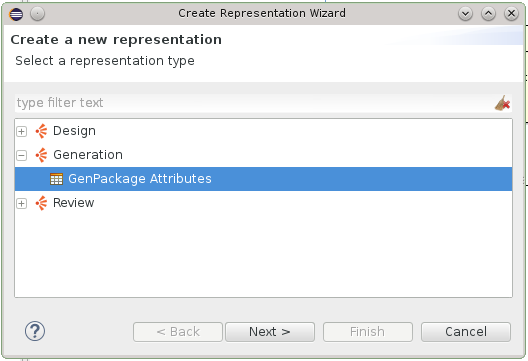 Create Representation Wizard
Create a new representation
Select a representation type
type filter text
Design
Generation
GenPackage Attributes
Review
?
< Back
Next >
Finish
Cancel